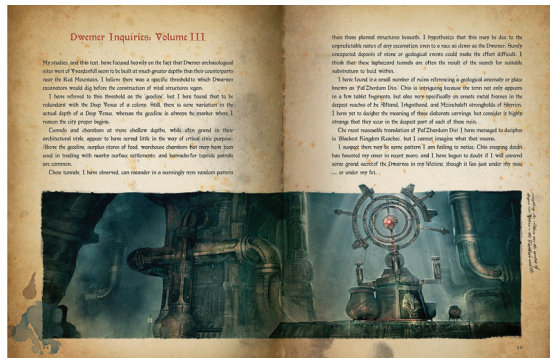 Dwemer Inquiries: Volume III
My studies, and this text, have focused heavily on the fact that Dwemer archaeological
sites west of Vvardenfell seem to be built at much greater depths than their counterparts
near the Red Mountain. I believe there was a specific threshold to which Dwarven
excavators would dig before the construction of vital structures began.
I have referred to this threshold as the 'geoline', but I have found that to be
redundant with the Deep Venue of a colony. Still, there is some variation in the
actual depth of a Deep Venue, whereas the geoline is always the marker where I
reason the city proper begins.
Tunnels and chambers at more shallow depths, while often grand in their
architectural style, appear to have served little in the way of critical civic purpose.
Above the geoline, surplus stores of food, warehouse chambers that may have been
used in trading with nearby surface settlements, and barracks for topside patrols
are common.
These tunnels, I have observed, can meander in a seemingly more random pattern
than those planned structures beneath. I hypothesize that this may be due to the
unpredictable nature of any excavation, even to a race as clever as the Dwemer. Surely
unexpected deposits of stone or geological events could make the effort difficult. I
think that these haphazard tunnels are often the result of the search for suitable
substratum to build within.
I have found in a small number of ruins referencing a geological anomaly or place
known as 'Fal'Zhardum Din.' This is intriguing because the term not only appears
in a few tablet fragments, but also very specifically on ornate metal frames in the
deepest reaches of the Alftand, Irkngthand, and Mzinchaleft strongholds of Skyrim.
I have yet to decipher the meaning of these elaborate carvings, but consider it highly
strange that they occur in the deepest part of each of these ruins.
The most reasonable translation of 'Fal'Zhardum Din' I have managed to decipher
is 'Blackest Kingdom Reaches,' but I cannot imagine what that means.
I suspect there may be some pattern I am failing to notice. This creeping doubt
has haunted my career in recent years, and I have begun to doubt if I will unravel
some grand secret of the Dwarves in my lifetime, though it lies just under my nose
... or under my feet.